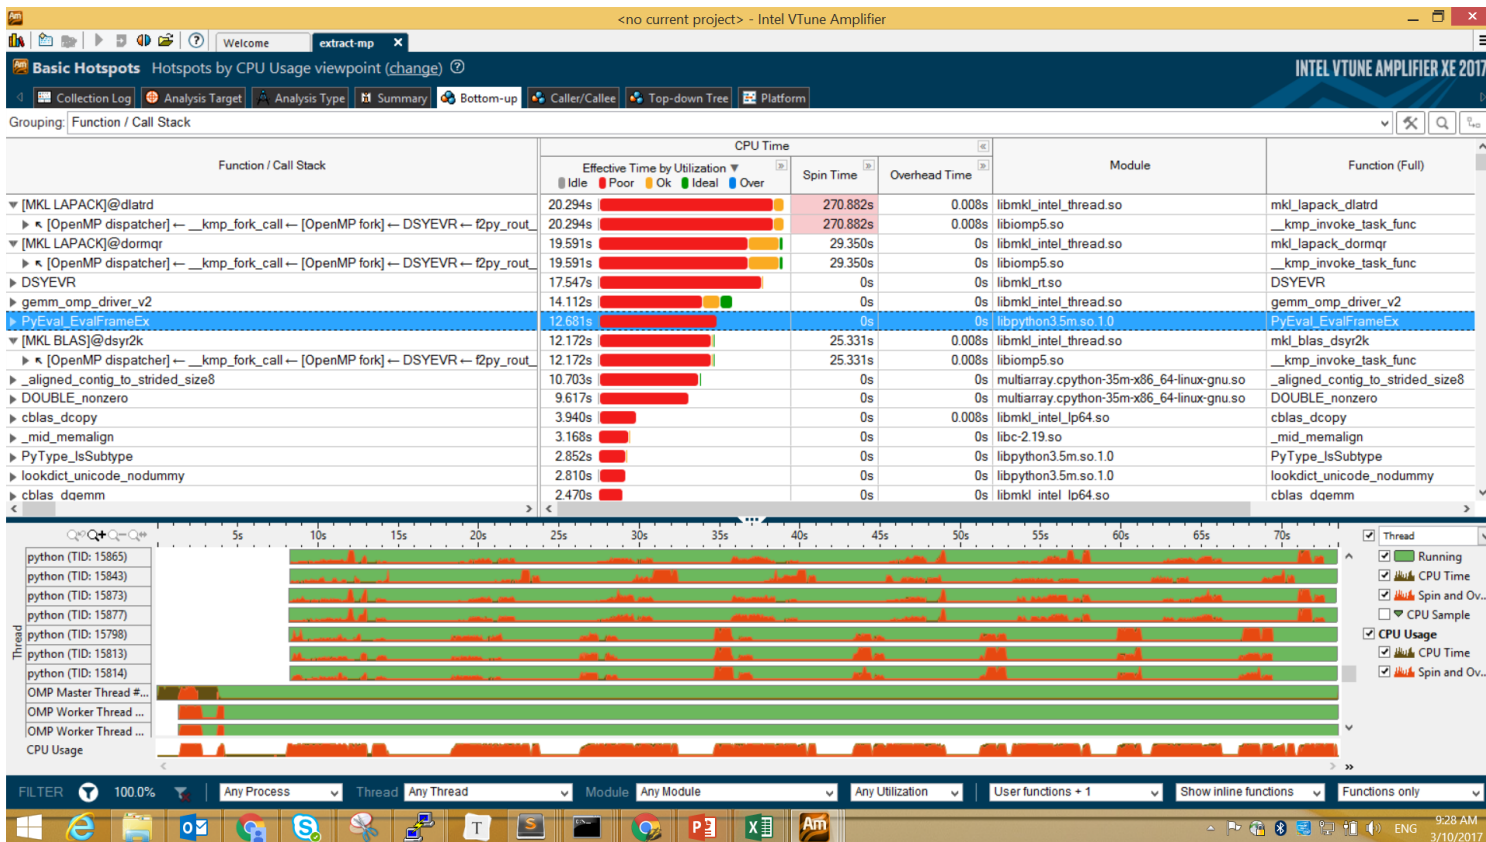 Am
<no current project> - Intel VTune Amplifier
Welcome
extract-mp
Am Basic Hotspots Hotspots by CPU Usage viewpoint (change)
INTEL VTUNE AMPLIFIER XE 2017
Collection Log Analysis Target Analysis Type Summary Bottom-up Caller/Callee Top-down Tree Platform
Grouping: Function / Call Stack
Function / Call Stack
CPU Time
Effective Time by Utilization
Idle Poor Ok Ideal Over
Spin Time
Overhead Time
Module
Function (Full)
[MKL LAPACK]@dlatrd 20.294s 270.882s 0.008s libmkl_intel_thread.so mkl_lapack_dlatrd
[OpenMP dispatcher] ← __kmp_fork_call ← [OpenMP fork] ← DSYEVR ← f2py_rout_ 20.294s 270.882s 0.008s libiomp5.so __kmp_invoke_task_func
[MKL LAPACK]@dormqr 19.591s 29.350s 0s libmkl_intel_thread.so mkl_lapack_dormqr
[OpenMP dispatcher] ← __kmp_fork_call ← [OpenMP fork] ← DSYEVR ← f2py_rout_ 19.591s 29.350s 0s libiomp5.so __kmp_invoke_task_func
DSYEVR 17.547s 0s 0s libmkl_rt.so DSYEVR
gemm_omp_driver_v2 14.112s 0s 0s libmkl_intel_thread.so gemm_omp_driver_v2
PyEval_EvalFrameEx 12.681s 0s 0s libpython3.5m.so.1.0 PyEval_EvalFrameEx
[MKL BLAS]@dsyr2k 12.172s 25.331s 0.008s libmkl_intel_thread.so mkl_blas_dsyr2k
[OpenMP dispatcher] ← __kmp_fork_call ← [OpenMP fork] ← DSYEVR ← f2py_rout_ 12.172s 25.331s 0s libiomp5.so __kmp_invoke_task_func
_aligned_contig_to_strided_size8 10.703s 0s 0s multiarray.cpython-35m-x86_64-linux-gnu.so _aligned_contig_to_strided_size8
DOUBLE_nonzero 9.617s 0s 0s multiarray.cpython-35m-x86_64-linux-gnu.so DOUBLE_nonzero
cblas_dcopy 3.940s 0s 0.008s libmkl_intel_lp64.so cblas_dcopy
_mid_memalign 3.168s 0s 0s libc-2.19.so _mid_memalign
PyType_IsSubtype 2.852s 0s 0s libpython3.5m.so.1.0 PyType_IsSubtype
lookdict_unicode_nodummy 2.810s 0s 0s libpython3.5m.so.1.0 lookdict_unicode_nodummy
cblas_dgemm 2.470s 0s 0s libmkl_intel_lp64.so cblas_dgemm
5s 10s 15s 20s 25s 30s 35s 40s 45s 50s 55s 60s 65s 70s
Thread
python (TID: 15865)
python (TID: 15843)
python (TID: 15873)
python (TID: 15877)
python (TID: 15798)
python (TID: 15813)
python (TID: 15814)
OMP Master Thread #...
OMP Worker Thread ...
OMP Worker Thread ...
CPU Usage
Thread
Running
CPU Time
Spin and Ov...
CPU Sample
CPU Usage
CPU Time
Spin and Ov...
FILTER 100.0% Any Process Thread Any Thread Module Any Module Any Utilization User functions + 1 Show inline functions Functions only
T
S
Am
ENG
9:28 AM
3/10/2017